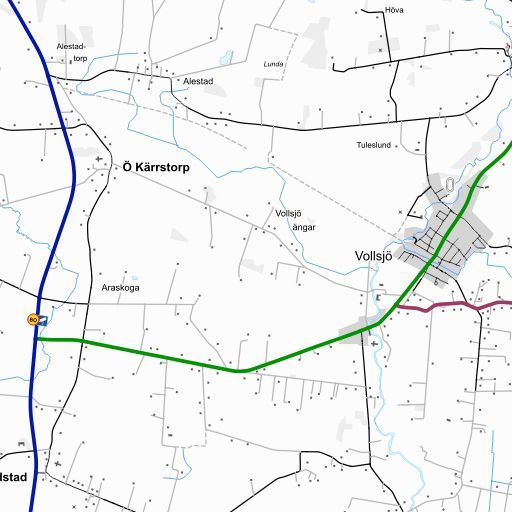 Höva
Alestad-
torp
Lunda
Alestad
Tuleslund
Ö Kärrstorp
Vollsjö
ängar
Vollsjö
Araskoga
80
lstad